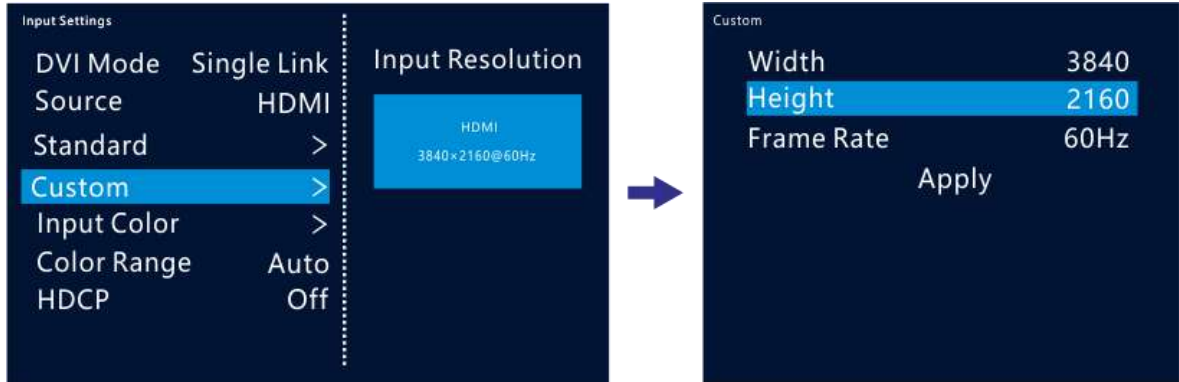 Input Settings
DVI Mode Single Link
Source HDMI
Standard >
Custom >
Input Color >
Color Range Auto
HDCP Off
Input Resolution
HDMI
3840×2160@60Hz
Custom
Width 3840
Height 2160
Frame Rate 60Hz
Apply